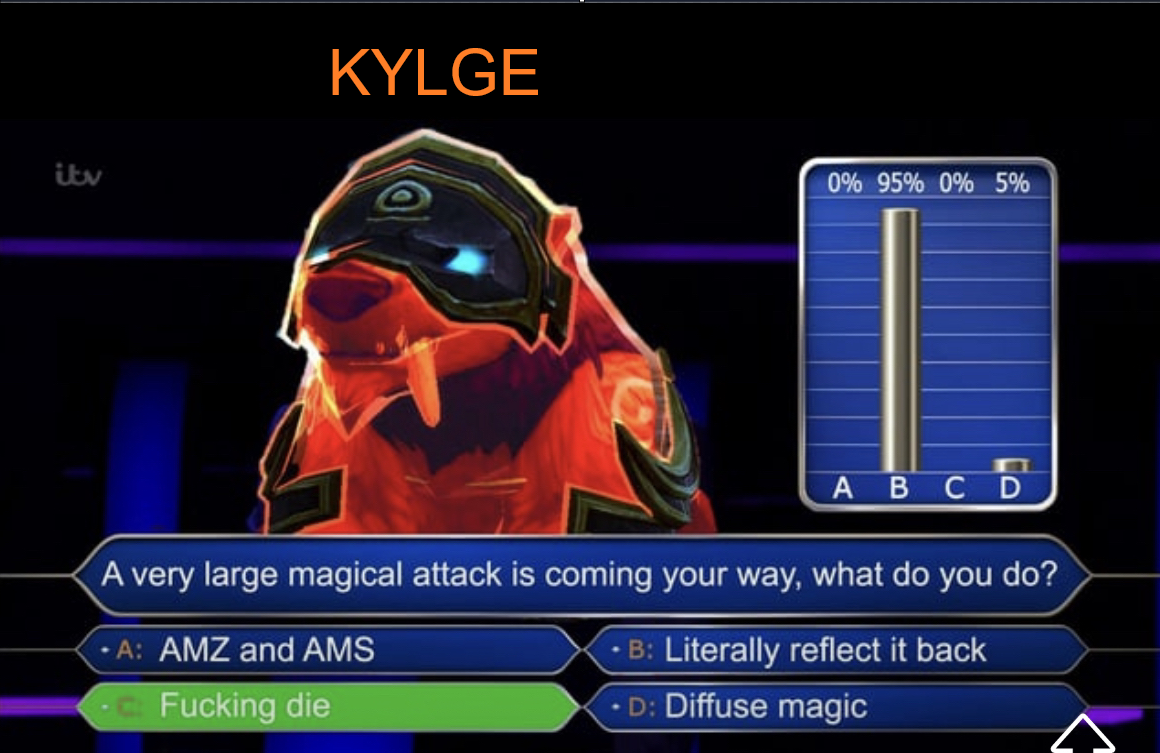 KYLGE
itv
0% 95% 0% 5%
A B C D
A very large magical attack is coming your way, what do you do?
A: AMZ and AMS
B: Literally reflect it back
C: Fucking die
D: Diffuse magic